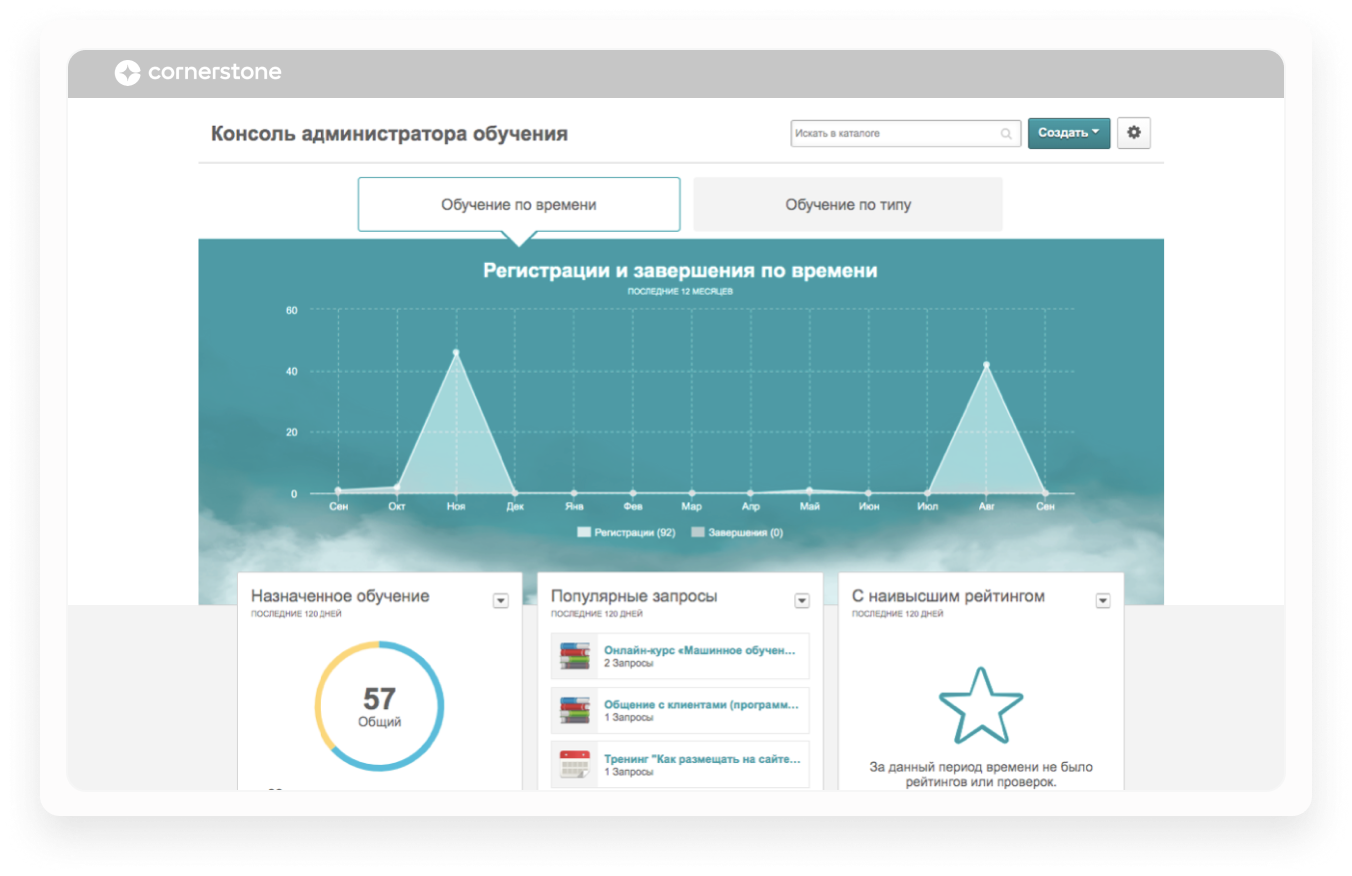 cornerstone
Консоль администратора обучения
Искать в каталоге
Создать
Обучение по времени
Обучение по типу
Регистрации и завершения по времени
ПОСЛЕДНИЕ 12 МЕСЯЦЕВ
60
40
20
0
Сен Окт Ноя Дек Янв Фев Мар Апр Май Июн Июл Авг Сен
Регистрации (92) Завершения (0)
Назначенное обучение
ПОСЛЕДНИЕ 120 ДНЕЙ
57
Общий
Популярные запросы
ПОСЛЕДНИЕ 120 ДНЕЙ
Онлайн-курс «Машинное обучен...
2 Запросы
Общение с клиентами (программ...
1 Запросы
Тренинг "Как размещать на сайте...
1 Запросы
С наивысшим рейтингом
ПОСЛЕДНИЕ 120 ДНЕЙ
За данный период времени не было
рейтингов или проверок.